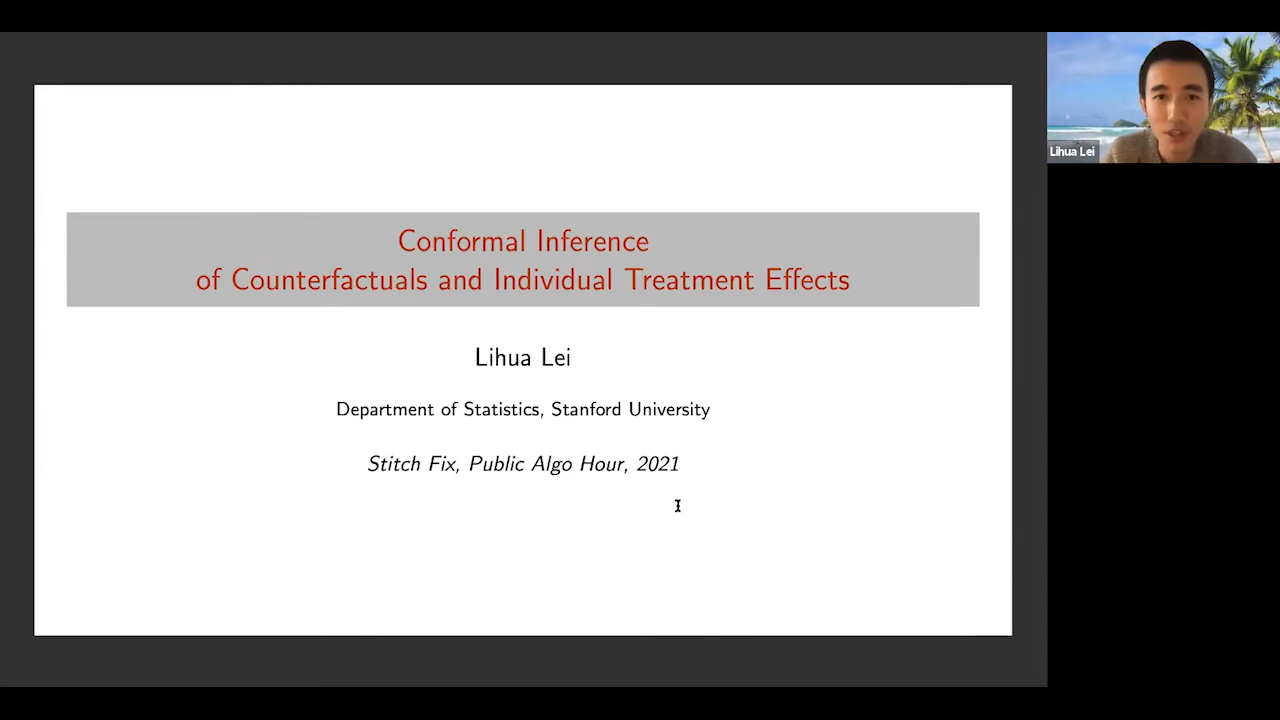 Conformal Inference
of Counterfactuals and Individual Treatment Effects
Lihua Lei
Department of Statistics, Stanford University
Stitch Fix, Public Algo Hour, 2021
Lihua Lei